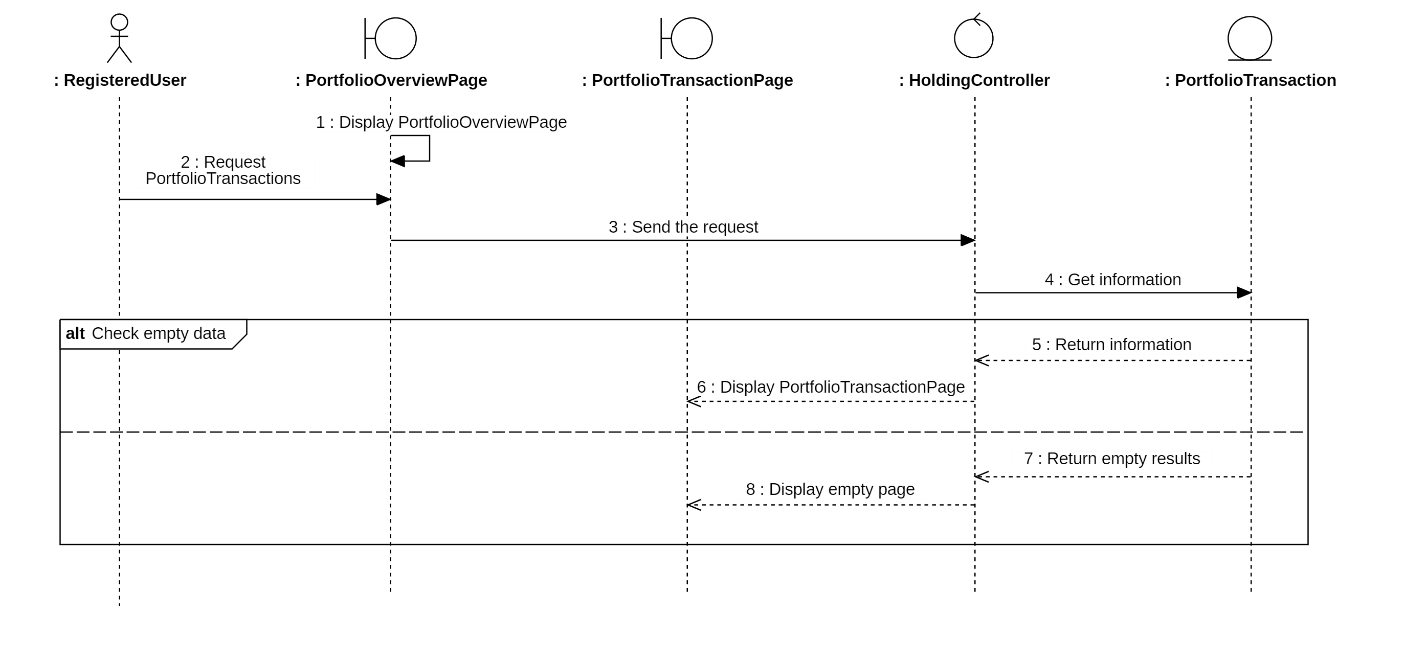 : RegisteredUser
: PortfolioOverviewPage
: PortfolioTransactionPage
: HoldingController
: PortfolioTransaction
1 : Display PortfolioOverviewPage
2 : Request
PortfolioTransactions
3 : Send the request
4 : Get information
alt Check empty data
5 : Return information
6 : Display PortfolioTransactionPage
7 : Return empty results
8 : Display empty page